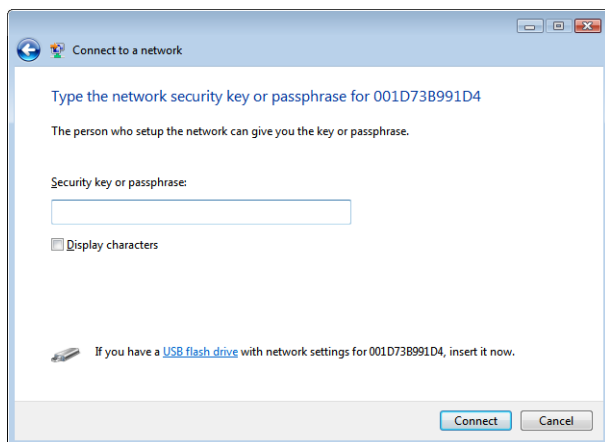 Connect to a network
Type the network security key or passphrase for 001D73B991D4
The person who setup the network can give you the key or passphrase.
Security key or passphrase:
Display characters
If you have a USB flash drive with network settings for 001D73B991D4, insert it now.
Connect Cancel